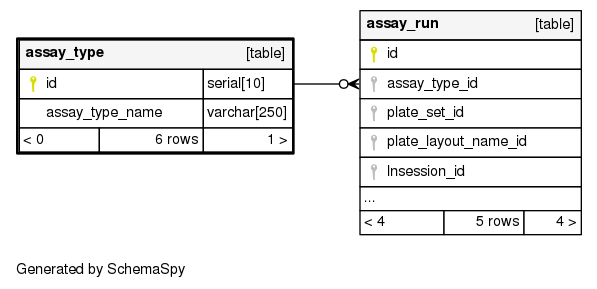 assay_type [table]
id serial[10]
assay_type_name varchar[250]
< 0 6 rows 1 >
assay_run [table]
id
assay_type_id
plate_set_id
plate_layout_name_id
lnsession_id
...
< 4 5 rows 4 >
Generated by SchemaSpy